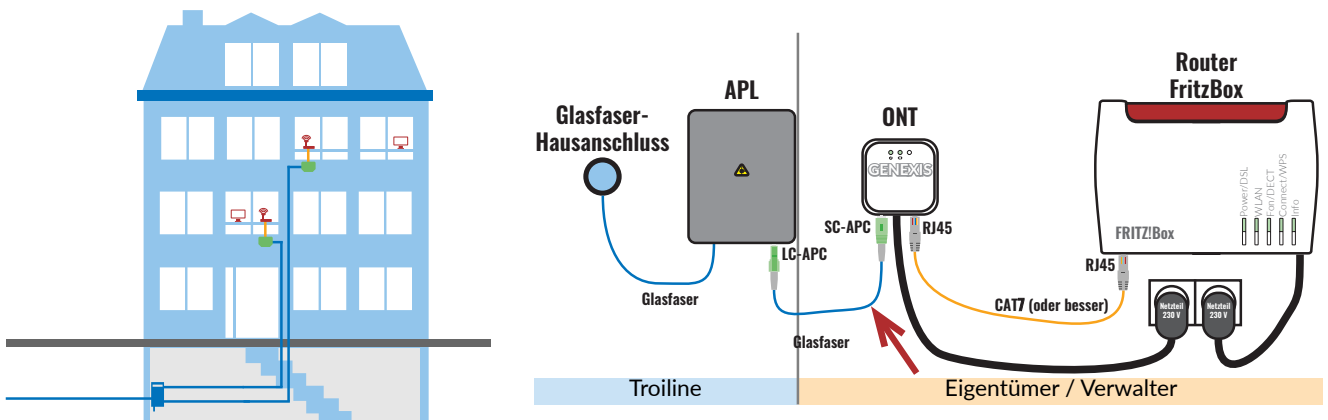 Glasfaser-
Hausanschluss
APL
ONT
Router
FritzBox
GENEXIS
SC-APC
RJ45
LC-APC
Glasfaser
Glasfaser
CAT7 (oder besser)
RJ45
FRITZ!Box
Power/DSL
WLAN
Fon/DECT
Connect/WPS
Info
Netzteil
230 V
Netzteil
230 V
Troiline
Eigentümer / Verwalter